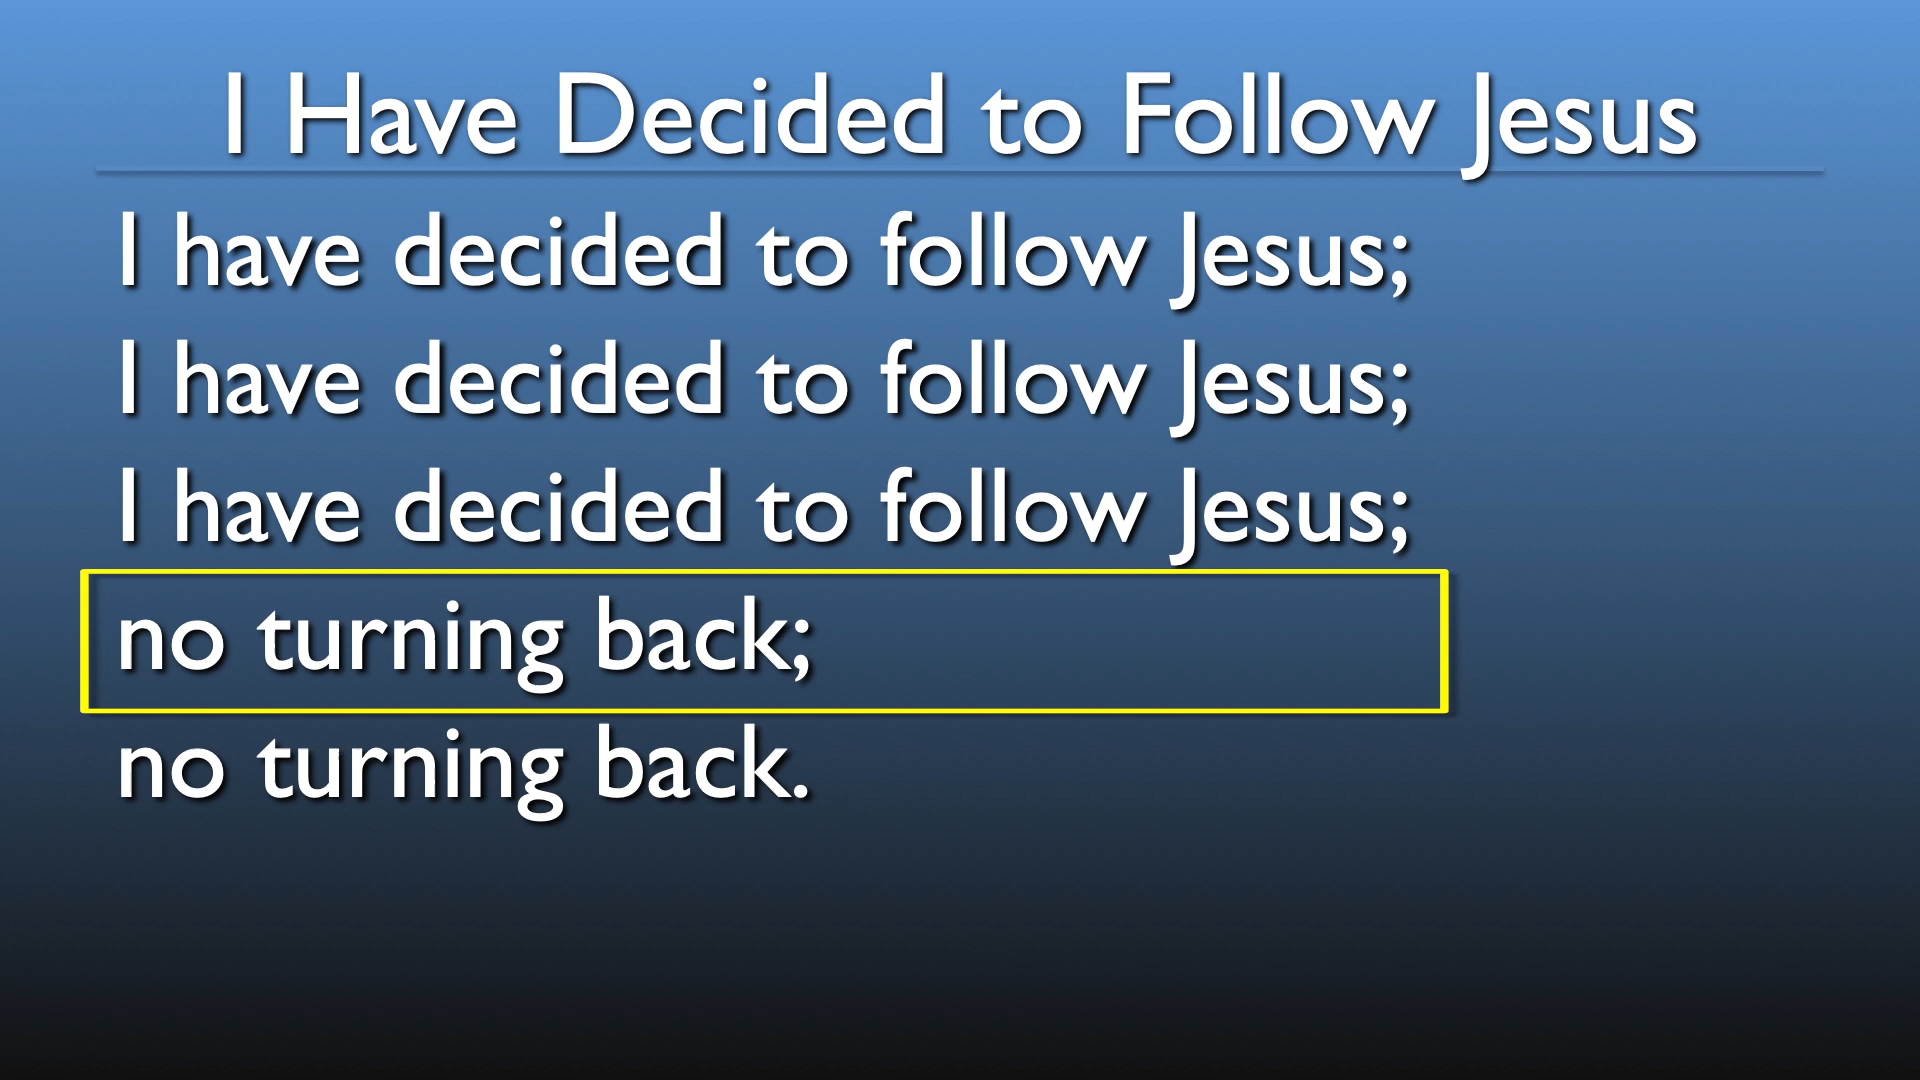 I Have Decided to Follow Jesus
I have decided to follow Jesus;
I have decided to follow Jesus;
I have decided to follow Jesus;
no turning back;
no turning back.